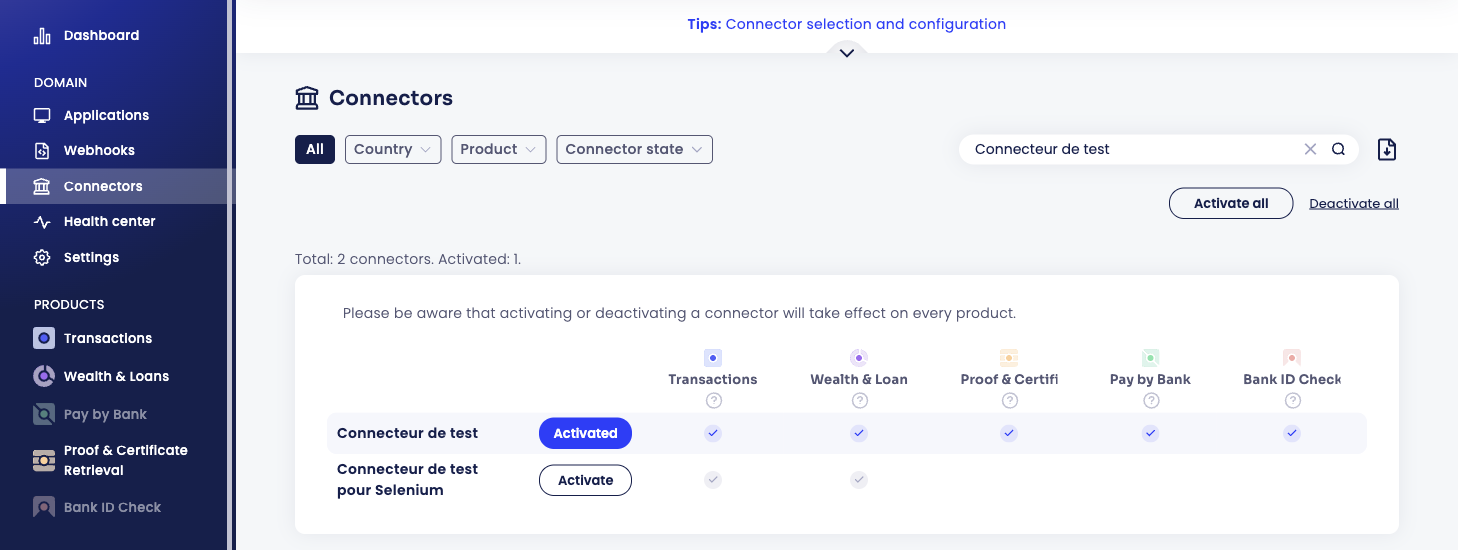 Dashboard
DOMAIN
Applications
Webhooks
Connectors
Health center
Settings
PRODUCTS
Transactions
Wealth & Loans
Pay by Bank
Proof & Certificate
Retrieval
Bank ID Check
Tips: Connector selection and configuration
Connectors
All
Country
Product
Connector state
Connecteur de test
Activate all
Deactivate all
Total: 2 connectors. Activated: 1.
Please be aware that activating or deactivating a connector will take effect on every product.
Transactions
Wealth & Loan
Proof & Certifi
Pay by Bank
Bank ID Check
? ? ? ? ?
Connecteur de test
Activated
Connecteur de test
pour Selenium
Activate